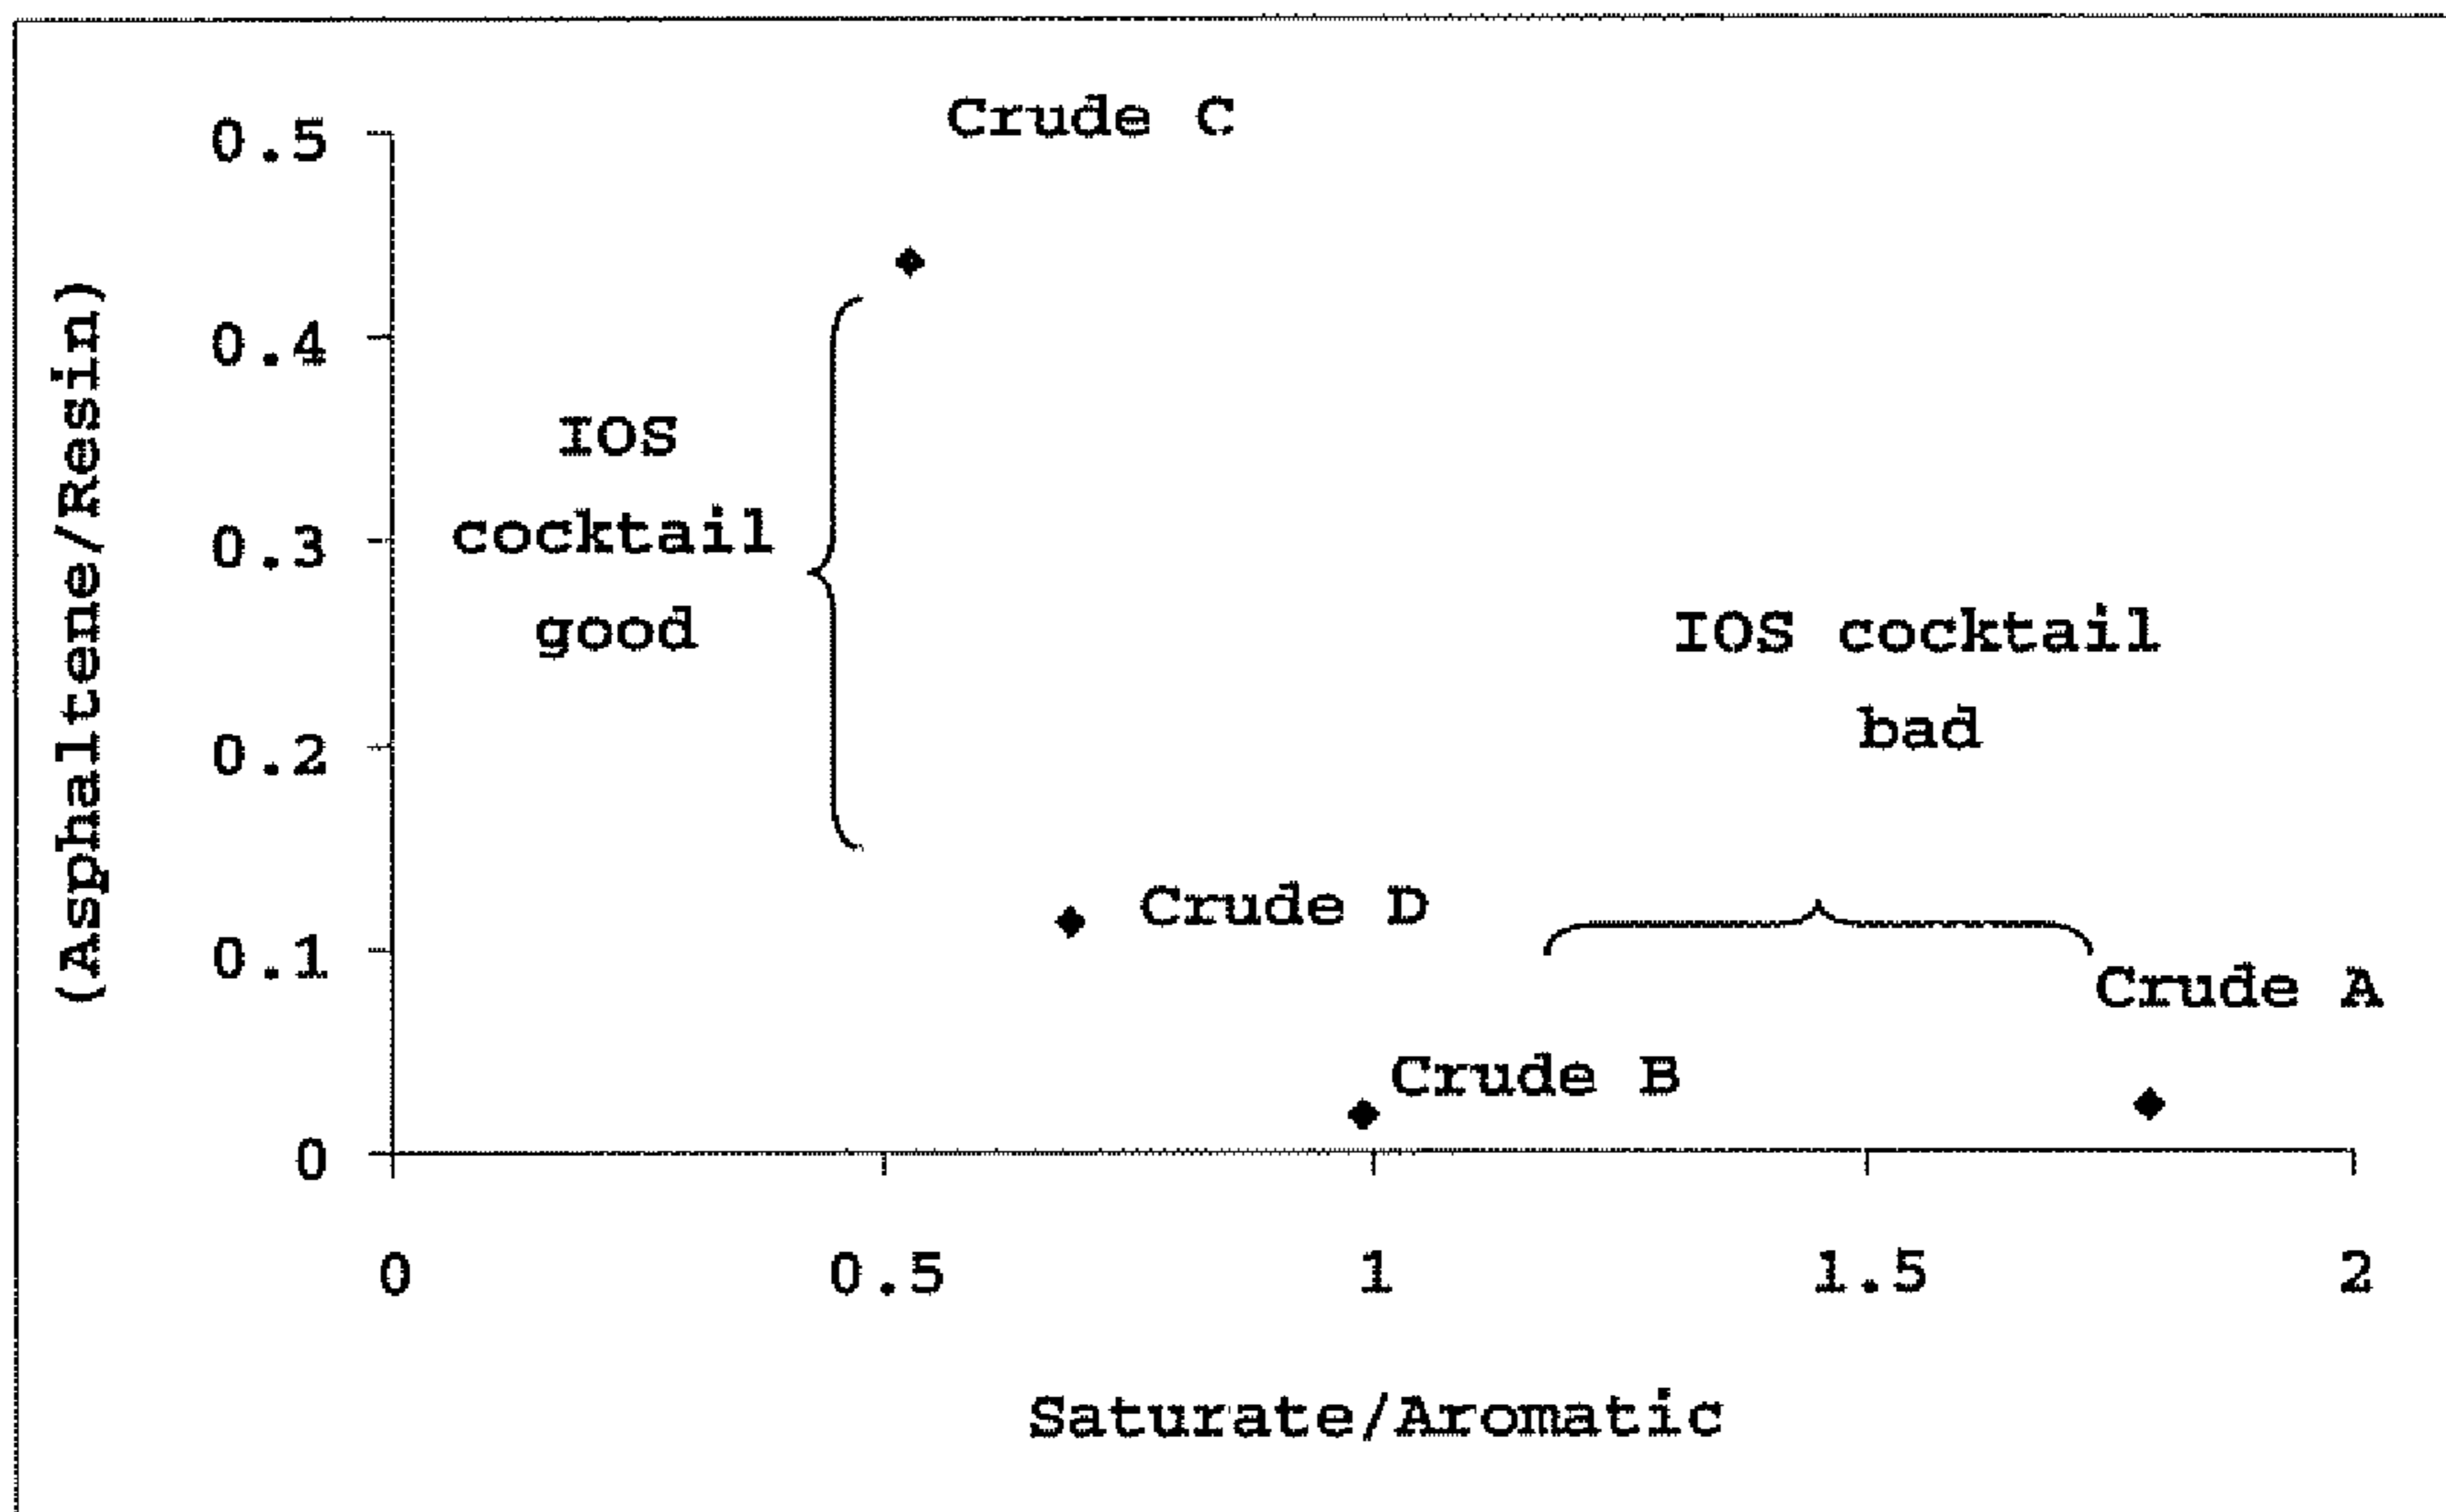 Crude C
0.5
0.4
0.3
0.2
0.1
0
(Asphaltene/Resin)
IOS
cocktail
good
IOS cocktail
bad
Crude D
Crude A
Crude B
0
0.5
1
1.5
2
Saturate/Aromatic